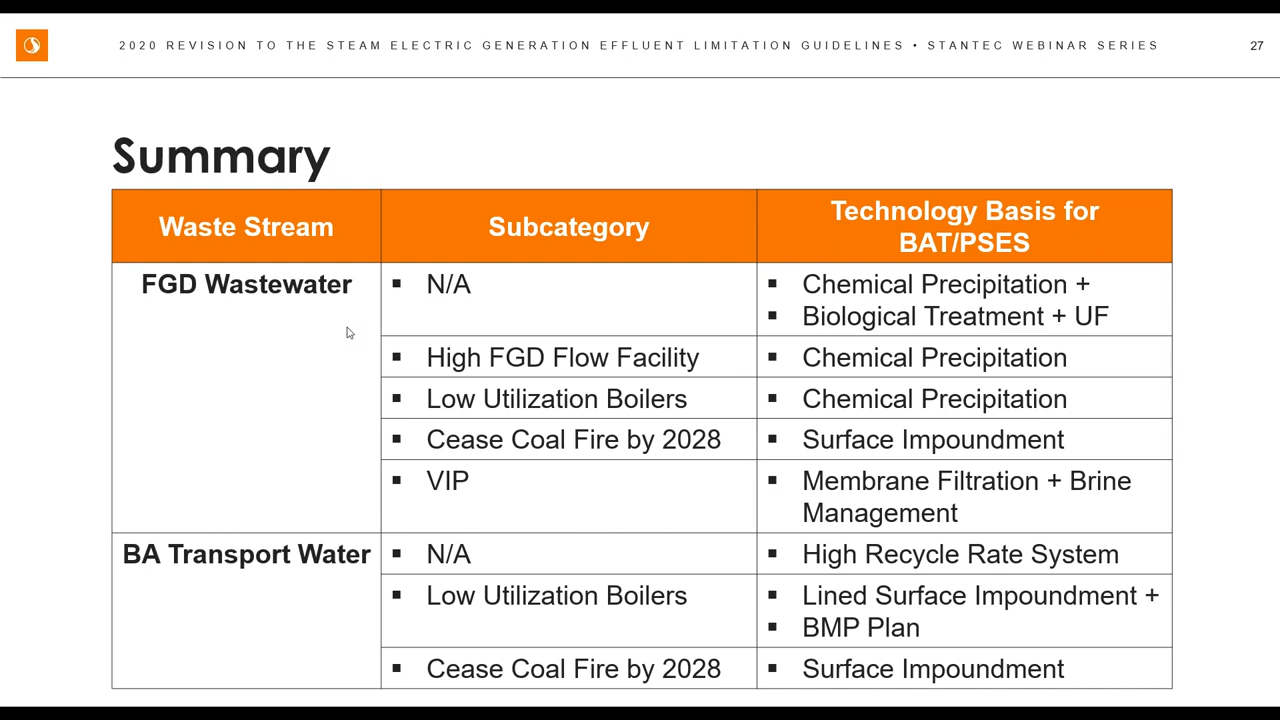 2020 REVISION TO THE STEAM ELECTRIC GENERATION EFFLUENT LIMITATION GUIDELINES • STANTEC WEBINAR SERIES
27
Summary
Waste Stream
Subcategory
Technology Basis for
BAT/PSES
FGD Wastewater
▪ N/A
▪ Chemical Precipitation +
▪ Biological Treatment + UF
▪ High FGD Flow Facility
▪ Chemical Precipitation
▪ Low Utilization Boilers
▪ Chemical Precipitation
▪ Cease Coal Fire by 2028
▪ Surface Impoundment
▪ VIP
▪ Membrane Filtration + Brine
Management
BA Transport Water
▪ N/A
▪ High Recycle Rate System
▪ Low Utilization Boilers
▪ Lined Surface Impoundment +
▪ BMP Plan
▪ Cease Coal Fire by 2028
▪ Surface Impoundment